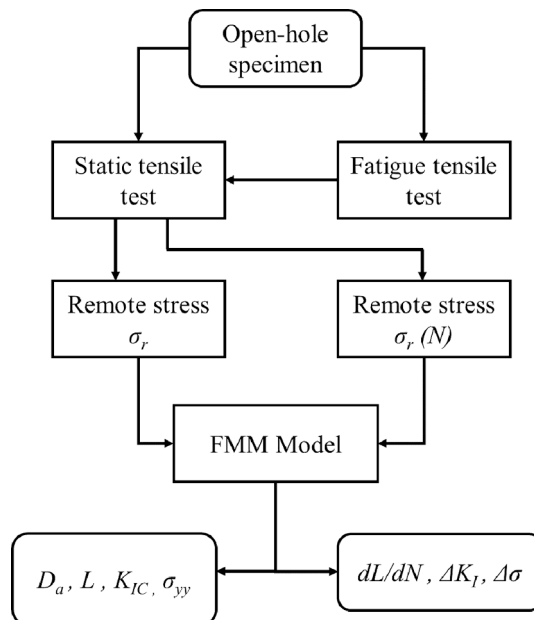 Open-hole
specimen
Static tensile
test
Fatigue tensile
test
Remote stress
σr
Remote stress
σr (N)
FMM Model
Da , L , KIC , σyy
dL/dN , ΔKI, Δσ